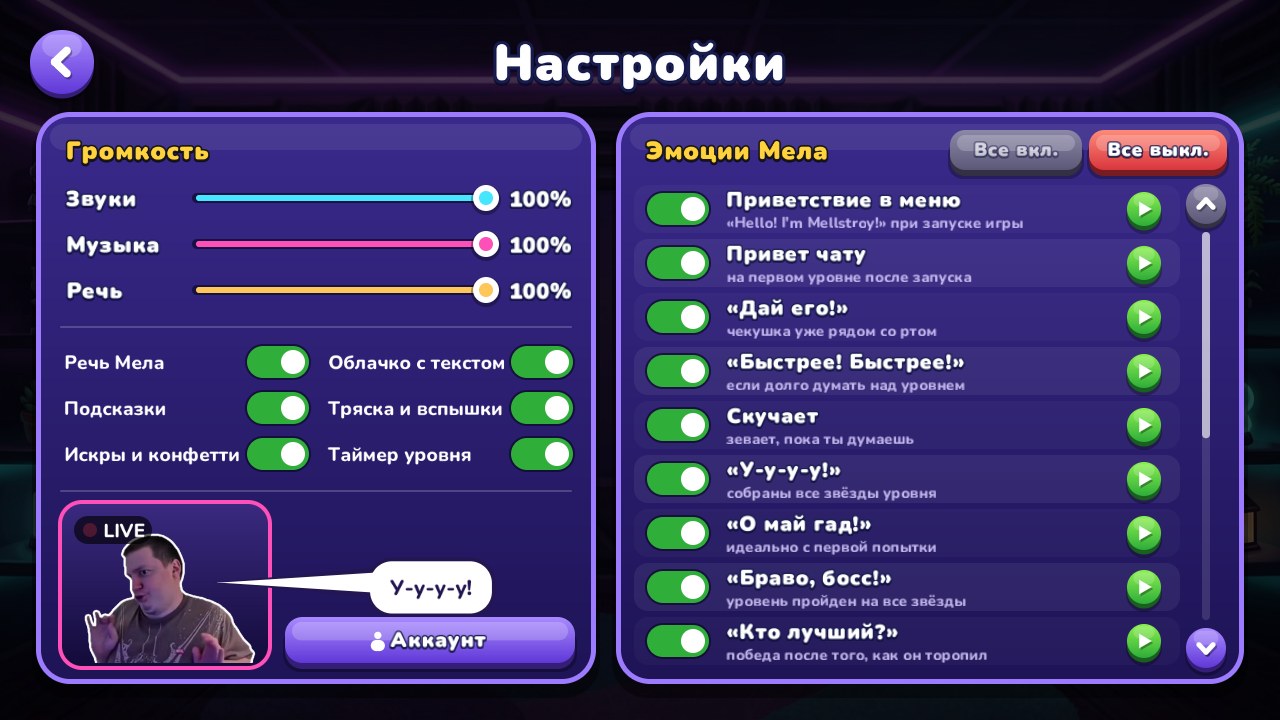 Настройки
Громкость
Звуки 100%
Музыка 100%
Речь 100%
Речь Мела Облачко с текстом
Подсказки Тряска и вспышки
Искры и конфетти Таймер уровня
LIVE
У-у-у-у!
Аккаунт
Эмоции Мела Все вкл. Все выкл.
Приветствие в меню
«Hello! I'm Mellstroy!» при запуске игры
Привет чату
на первом уровне после запуска
«Дай его!»
чекушка уже рядом со ртом
«Быстрее! Быстрее!»
если долго думать над уровнем
Скучает
зевает, пока ты думаешь
«У-у-у-у!»
собраны все звёзды уровня
«О май гад!»
идеально с первой попытки
«Браво, босс!»
уровень пройден на все звёзды
«Кто лучший?»
победа после того, как он торопил